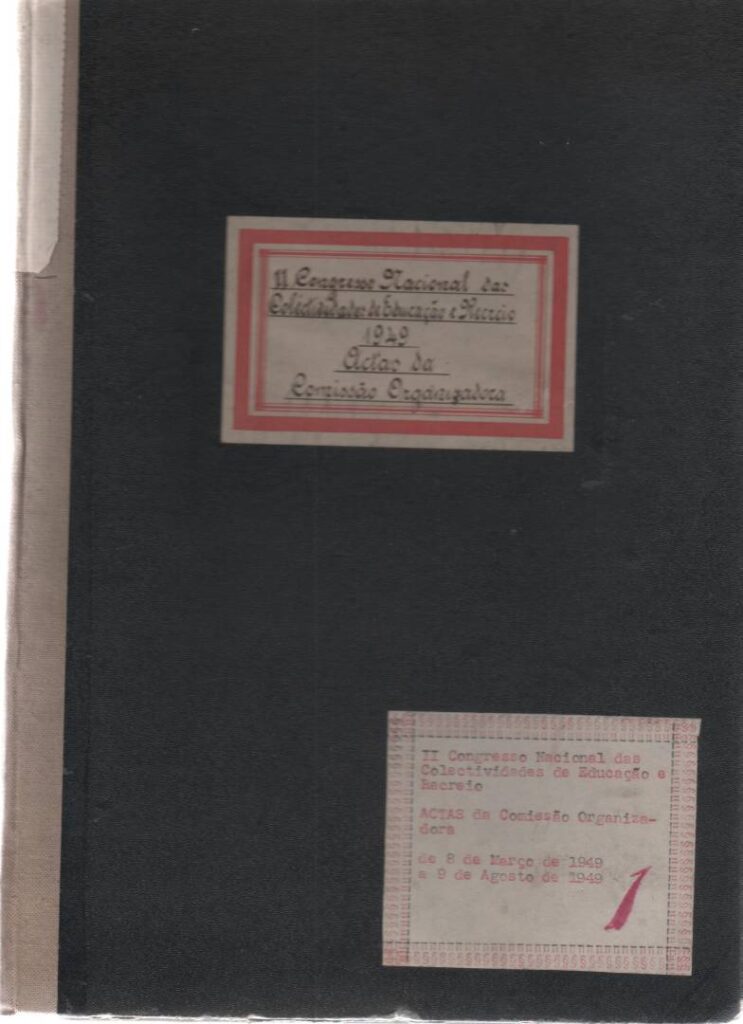 II Congresso Nacional das
Colectividades de Educação e Recreio
1949
Actas da
Comissão Organizadora
II Congresso Nacional das
Colectividades de Educação e
Recreio
ACTAS da Comissão Organiza-
dora
de 8 de Março de 1949
a 9 de Agosto de 1949
1